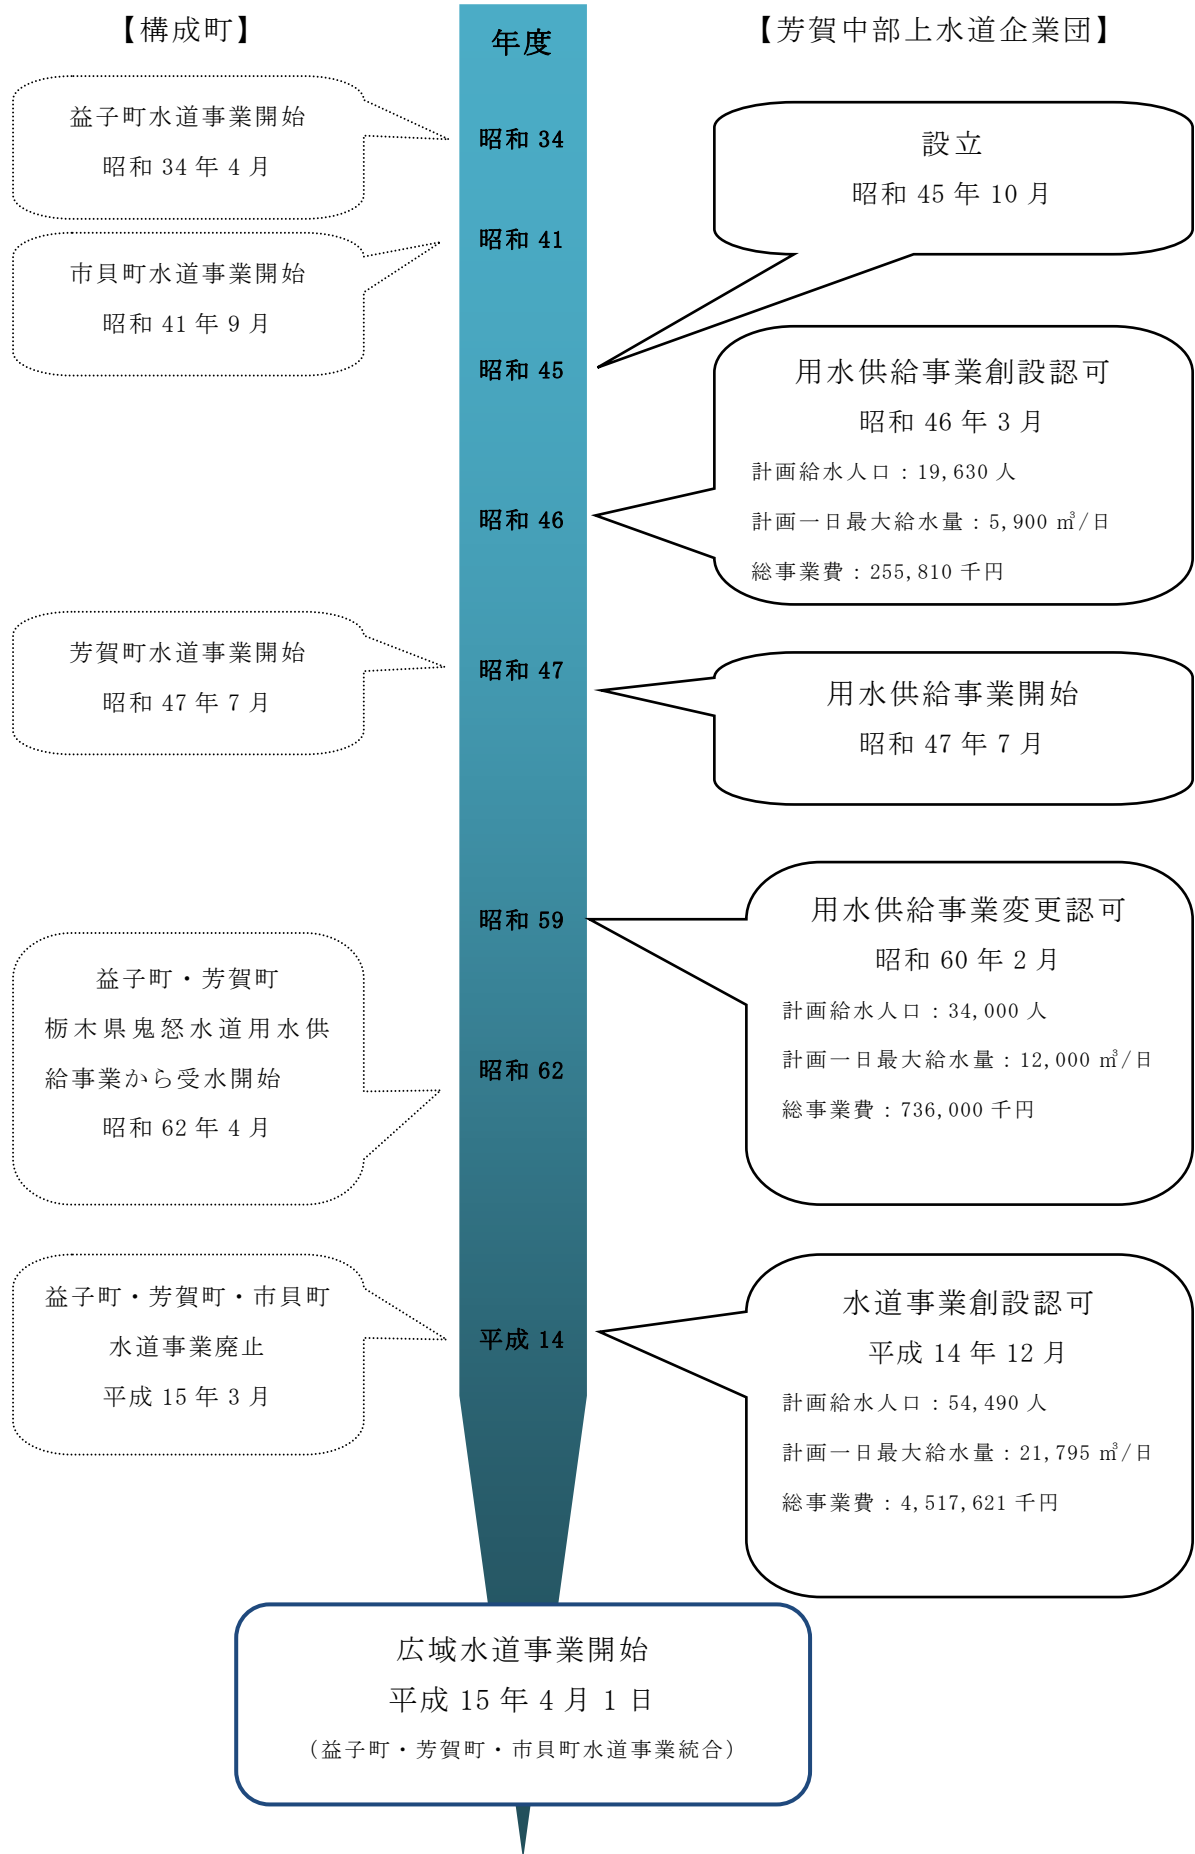 【構成町】
年度
【芳賀中部上水道企業団】
益子町水道事業開始
昭和 34 年 4 月
昭和 34
設立
昭和 45 年 10 月
昭和 41
市貝町水道事業開始
昭和 41 年 9 月
昭和 45
用水供給事業創設認可
昭和 46 年 3 月
計画給水人口：19,630 人
計画一日最大給水量：5,900 ㎥/日
総事業費：255,810 千円
昭和 46
芳賀町水道事業開始
昭和 47 年 7 月
昭和 47
用水供給事業開始
昭和 47 年 7 月
昭和 59
用水供給事業変更認可
昭和 60 年 2 月
計画給水人口：34,000 人
計画一日最大給水量：12,000 ㎥/日
総事業費：736,000 千円
益子町・芳賀町
栃木県鬼怒水道用水供
給事業から受水開始
昭和 62 年 4 月
昭和 62
益子町・芳賀町・市貝町
水道事業廃止
平成 15 年 3 月
平成 14
水道事業創設認可
平成 14 年 12 月
計画給水人口：54,490 人
計画一日最大給水量：21,795 ㎥/日
総事業費：4,517,621 千円
広域水道事業開始
平成 15 年 4 月 1 日
（益子町・芳賀町・市貝町水道事業統合）